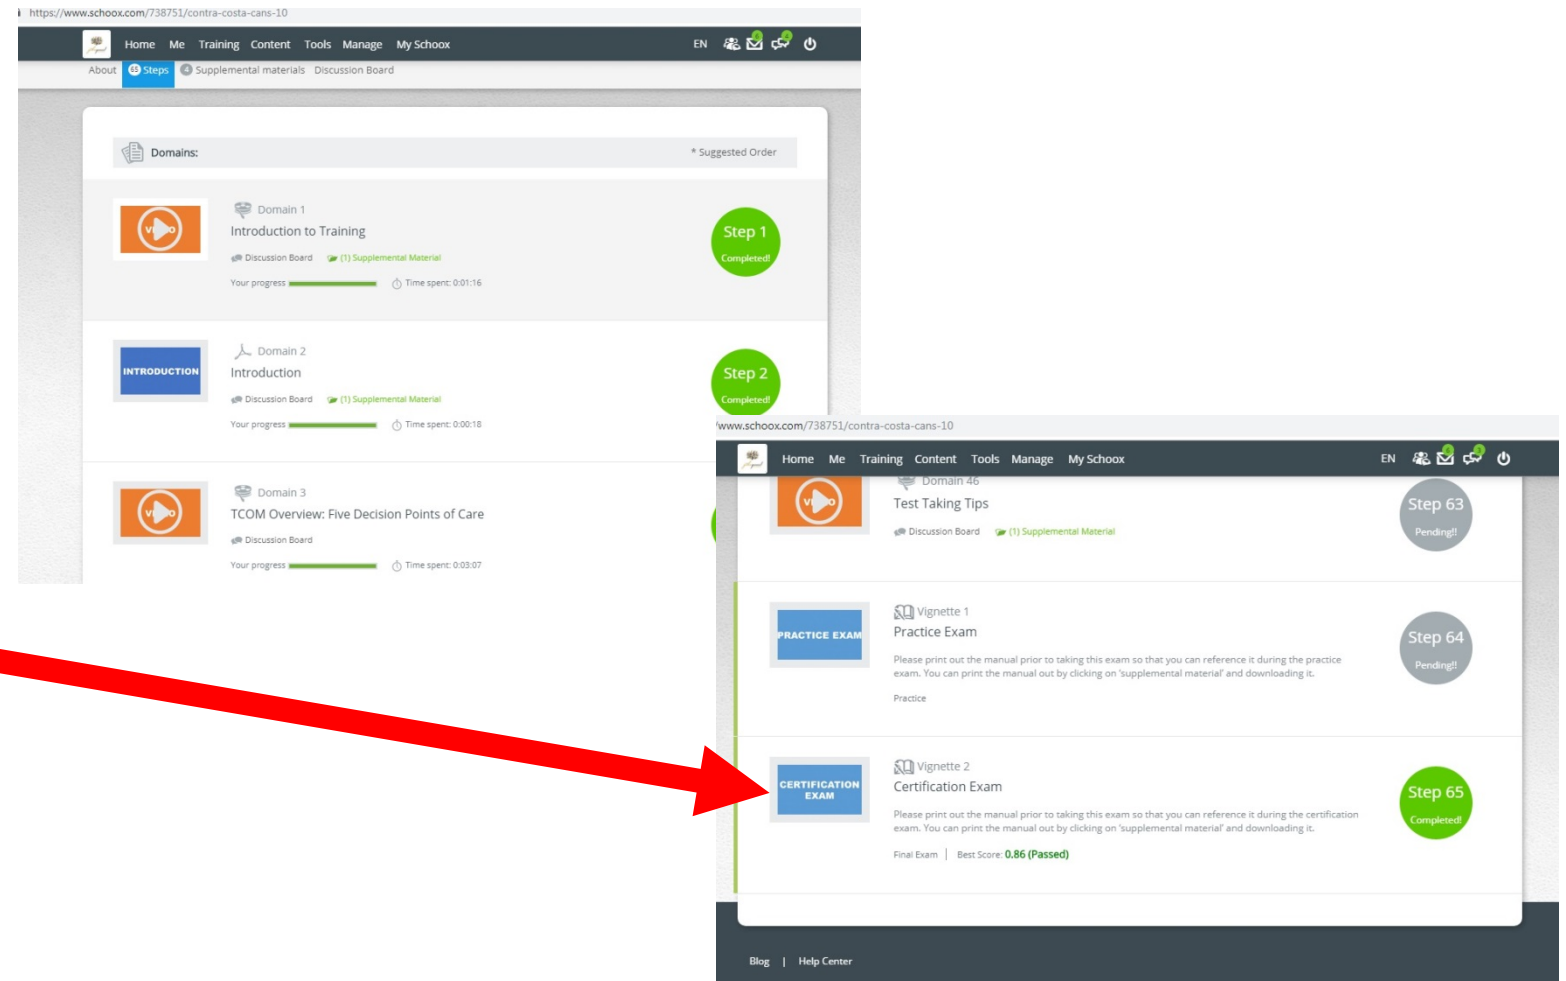 https://www.schoox.com/738751/contra-costa-cans-10
Home Me Training Content Tools Manage My Schoox EN
About Steps Supplemental materials Discussion Board
Domains: * Suggested Order
Domain 1
Introduction to Training
Discussion Board (1) Supplemental Material
Your progress Time spent: 0:01:16
Step 1
Completed!
INTRODUCTION
Domain 2
Introduction
Discussion Board (1) Supplemental Material
Your progress Time spent: 0:00:18
Step 2
Completed!
Domain 3
TCOM Overview: Five Decision Points of Care
Discussion Board
Your progress Time spent: 0:03:07
/www.schoox.com/738751/contra-costa-cans-10
Home Me Training Content Tools Manage My Schoox EN
Domain 46
Test Taking Tips
Discussion Board (1) Supplemental Material
Step 63
Pending!!
PRACTICE EXAM
Vignette 1
Practice Exam
Please print out the manual prior to taking this exam so that you can reference it during the practice
exam. You can print the manual out by clicking on 'supplemental material' and downloading it.
Practice
Step 64
Pending!!
CERTIFICATION
EXAM
Vignette 2
Certification Exam
Please print out the manual prior to taking this exam so that you can reference it during the certification
exam. You can print the manual out by clicking on 'supplemental material' and downloading it.
Final Exam | Best Score: 0.86 (Passed)
Step 65
Completed!
Blog | Help Center